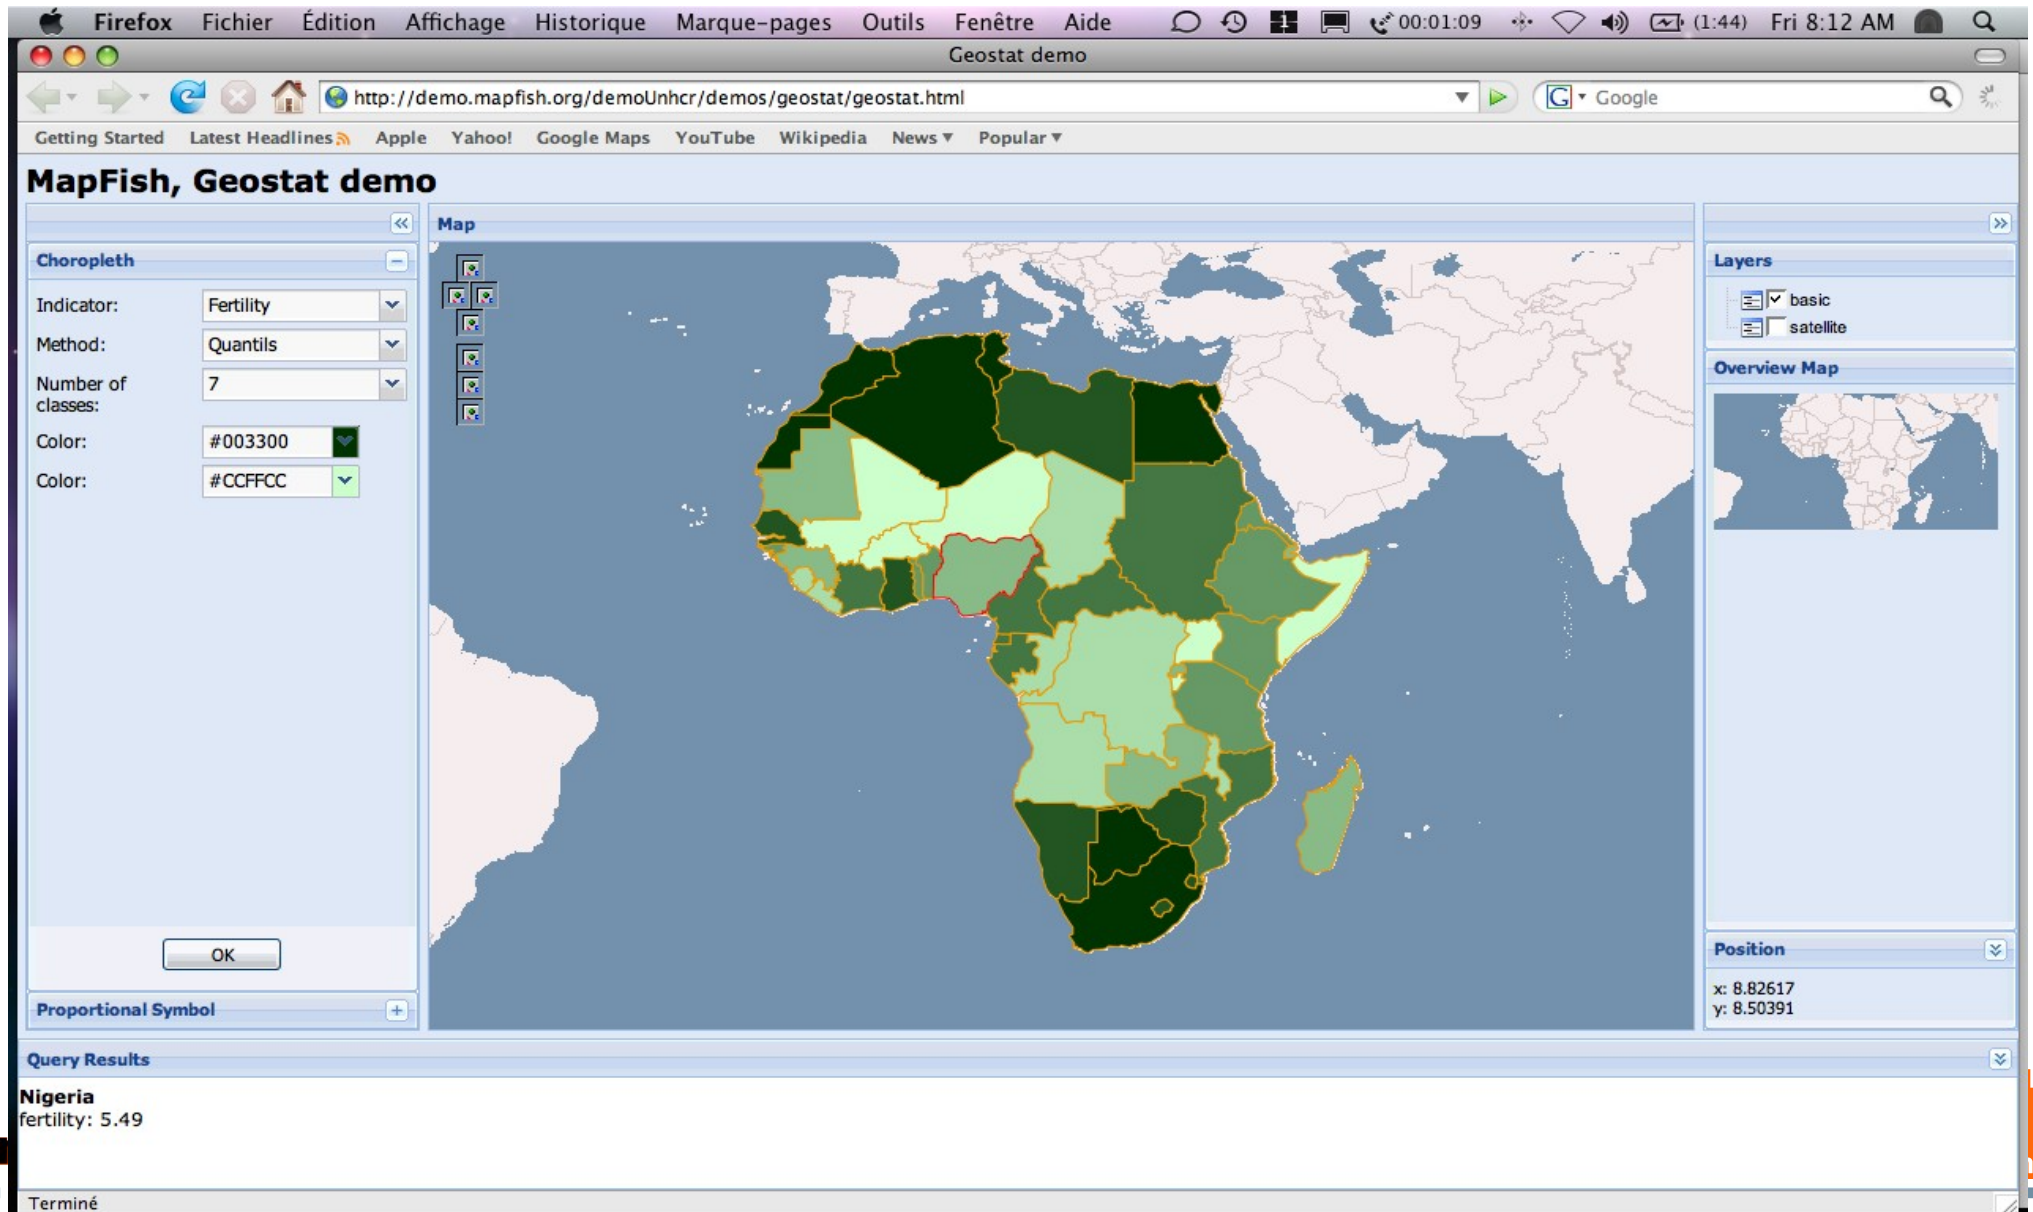 Firefox Fichier Édition Affichage Historique Marque-pages Outils Fenêtre Aide 1 00:01:09 (1:44) Fri 8:12 AM
Geostat demo
http://demo.mapfish.org/demoUnhcr/demos/geostat/geostat.html G Google
Getting Started Latest Headlines Apple Yahoo! Google Maps YouTube Wikipedia News Popular
MapFish, Geostat demo
Choropleth
Indicator: Fertility
Method: Quantils
Number of classes: 7
Color: #003300
Color: #CCFFCC
OK
Proportional Symbol
Map
Layers
basic
satellite
Overview Map
Position
x: 8.82617
y: 8.50391
Query Results
Nigeria
fertility: 5.49
Terminé